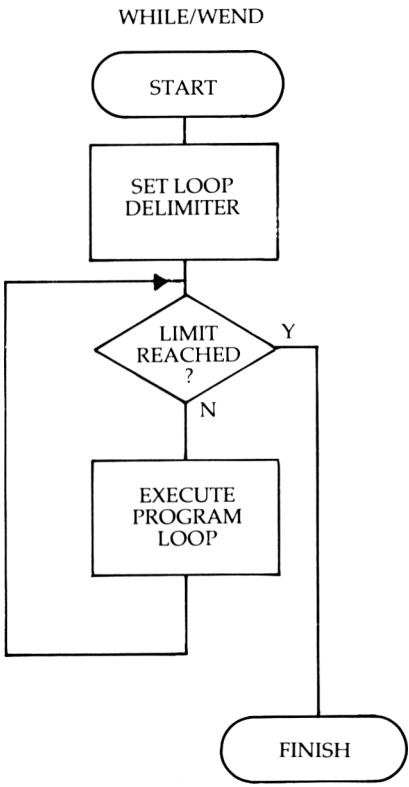 WHILE/WEND
START
SET LOOP
DELIMITER
LIMIT
REACHED
?
Y
N
EXECUTE
PROGRAM
LOOP
FINISH